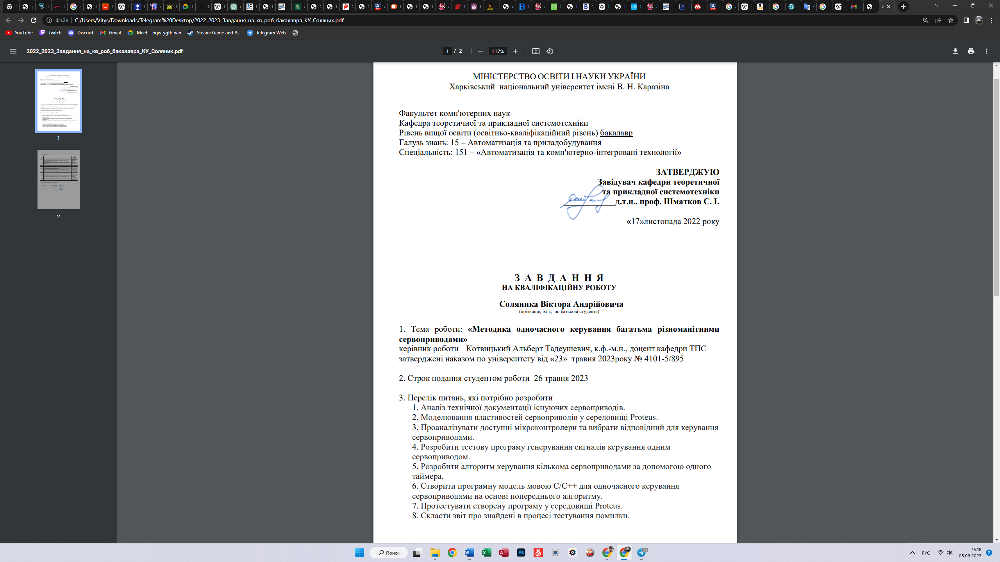 Файл
C:/Users/Vitys/Downloads/Telegram%20Desktop/2022_2023_Завдання_на_кв_роб_бакалавра_КУ_Соляник.pdf
YouTube Twitch Discord Gmail Meet – bqw-ygtk-xah Steam: Game and P... Telegram Web
2022_2023_Завдання_на_кв_роб_бакалавра_КУ_Соляник.pdf
1 / 2
117%
1
2
МІНІСТЕРСТВО ОСВІТИ І НАУКИ УКРАЇНИ
Харківський національний університет імені В. Н. Каразіна
Факультет комп'ютерних наук
Кафедра теоретичної та прикладної системотехніки
Рівень вищої освіти (освітньо-кваліфікаційний рівень) бакалавр
Галузь знань: 15 – Автоматизація та приладобудування
Спеціальність: 151 – «Автоматизація та комп'ютерно-інтегровані технології»
ЗАТВЕРДЖУЮ
Завідувач кафедри теоретичної
та прикладної системотехніки
____________д.т.н., проф. Шматков С. І.
«17»листопада 2022 року
З А В Д А Н Н Я
НА КВАЛІФІКАЦІЙНУ РОБОТУ
Соляника Віктора Андрійовича
(прізвище, ім’я, по батькові студента)
1. Тема роботи: «Методика одночасного керування багатьма різноманітними
сервоприводами»
керівник роботи Котвицький Альберт Тадеушевич, к.ф.-м.н., доцент кафедри ТПС
затверджені наказом по університету від «23» травня 2023року № 4101-5/895
2. Строк подання студентом роботи 26 травня 2023
3. Перелік питань, які потрібно розробити
1. Аналіз технічної документації існуючих сервоприводів.
2. Моделювання властивостей сервоприводів у середовищі Proteus.
3. Проаналізувати доступні мікроконтролери та вибрати відповідний для керування
сервоприводами.
4. Розробити тестову програму генерування сигналів керування одним
сервоприводом.
5. Розробити алгоритм керування кількома сервоприводами за допомогою одного
таймера.
6. Створити програмну модель мовою С/С++ для одночасного керування
сервоприводами на основі попереднього алгоритму.
7. Протестувати створену програму у середовищі Proteus.
8. Скласти звіт про знайдені в процесі тестування помилки.
Поиск
59
РУС
16:18
05.06.2023
2